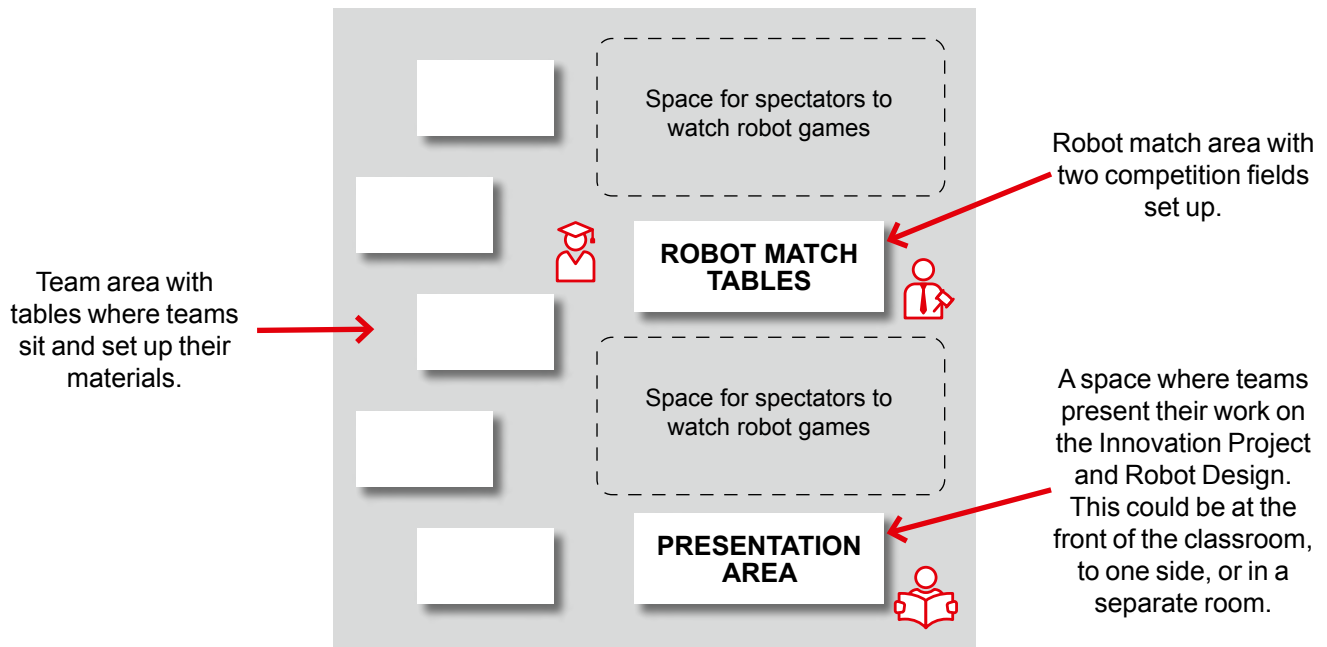 Team area with
tables where teams
sit and set up their
materials.
Space for spectators to
watch robot games
ROBOT MATCH
TABLES
Space for spectators to
watch robot games
PRESENTATION
AREA
Robot match area with
two competition fields
set up.
A space where teams
present their work on
the Innovation Project
and Robot Design.
This could be at the
front of the classroom,
to one side, or in a
separate room.